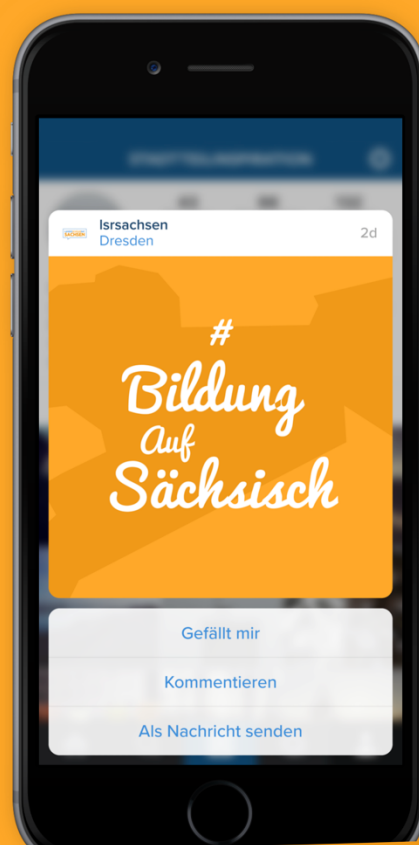 lsrsachsen
Dresden
2d
#
Bildung
Auf
Sächsisch
Gefällt mir
Kommentieren
Als Nachricht senden